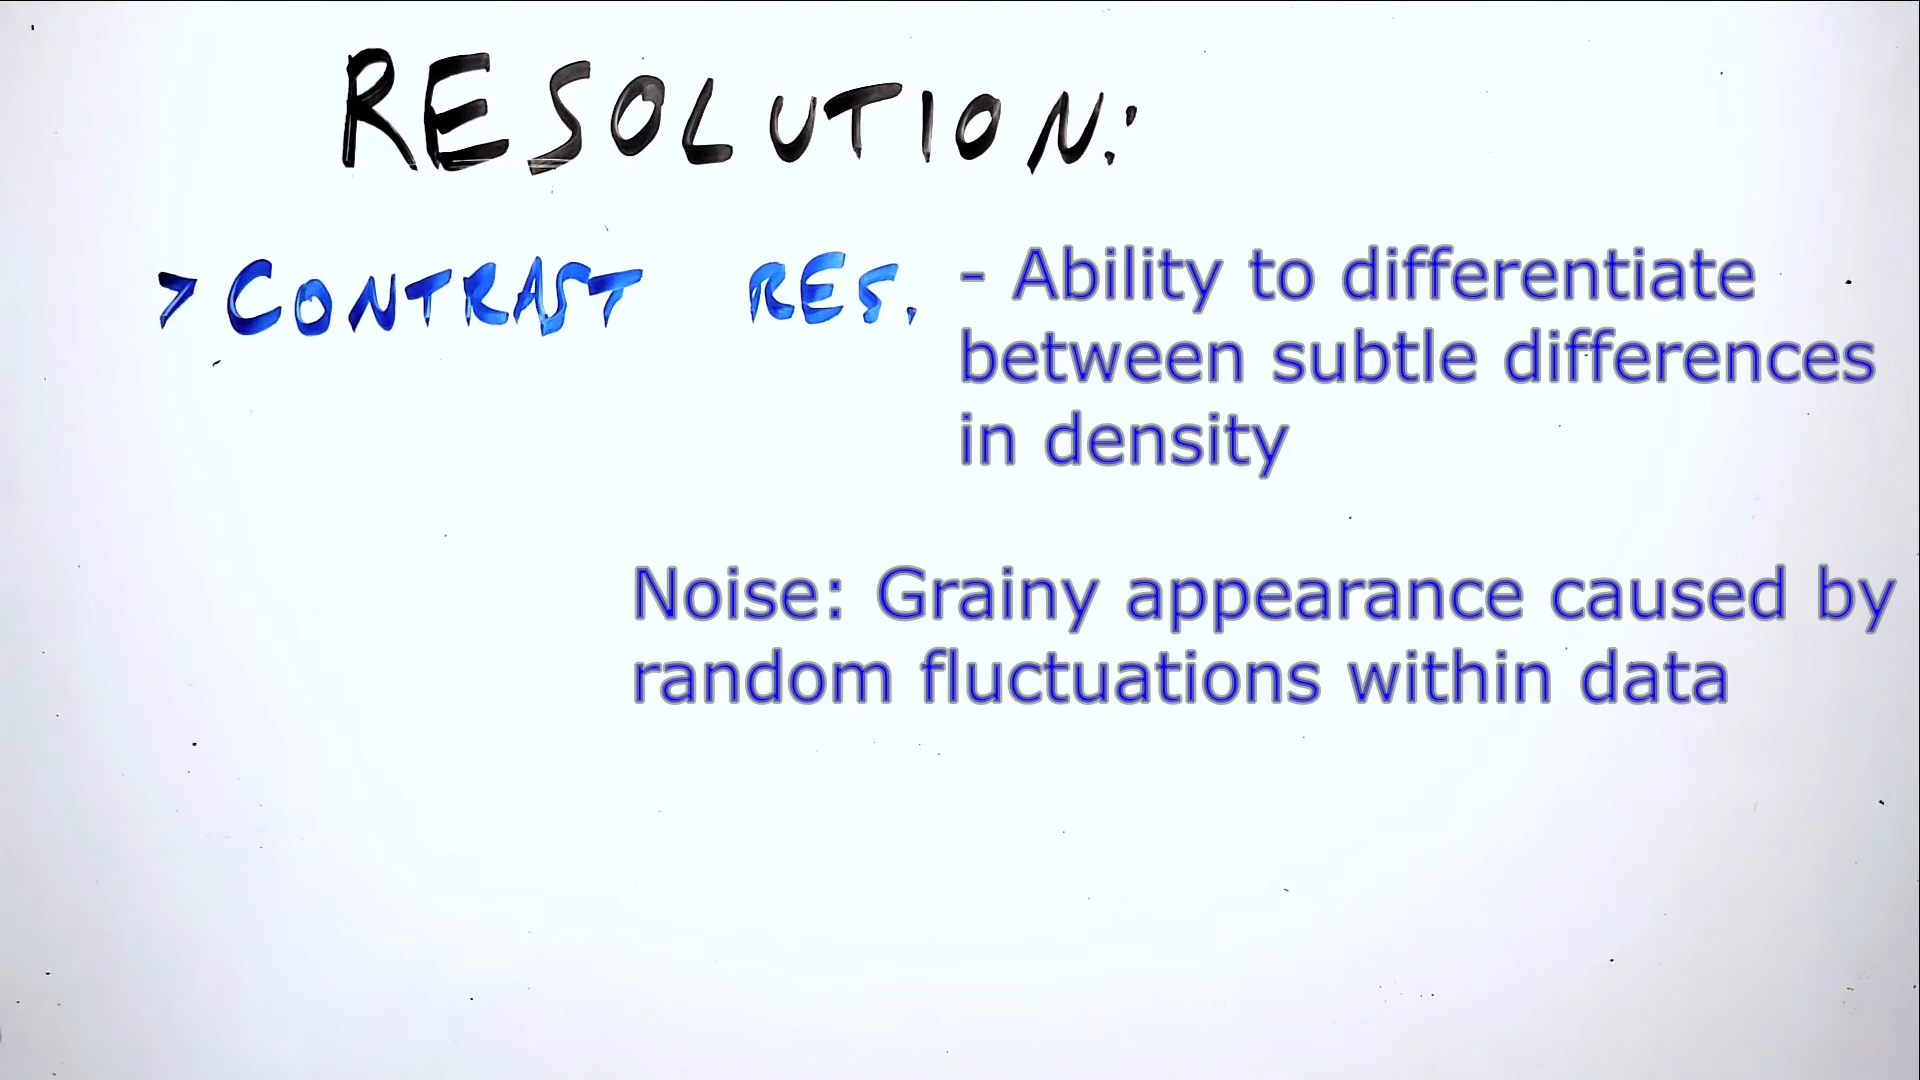 RESOLUTION:
> CONTRAST RES. - Ability to differentiate
between subtle differences
in density
Noise: Grainy appearance caused by
random fluctuations within data